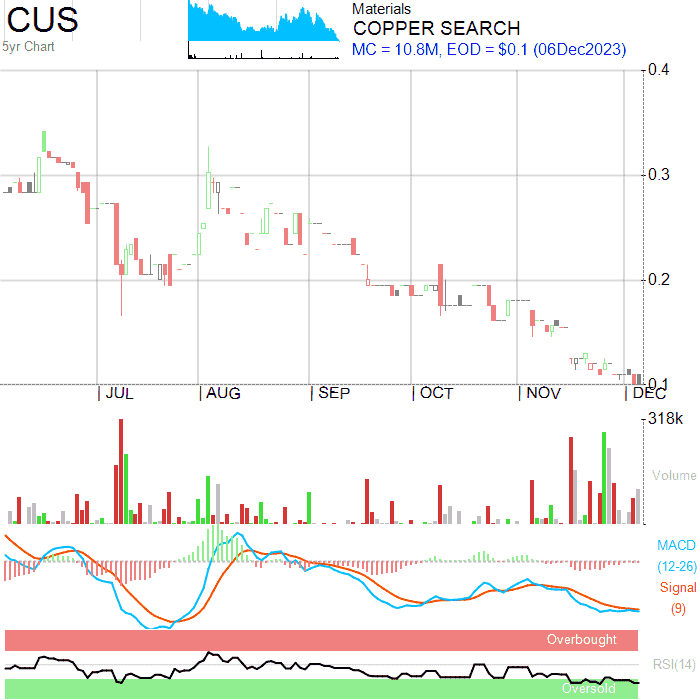 CUS
5yr Chart
Materials
COPPER SEARCH
MC = 10.8M, EOD = $0.1 (06Dec2023)
0.4
0.3
0.2
0.1
JUL AUG SEP OCT NOV DEC
318k
Volume
MACD
(12-26)
Signal
(9)
Overbought
RSI(14)
Oversold